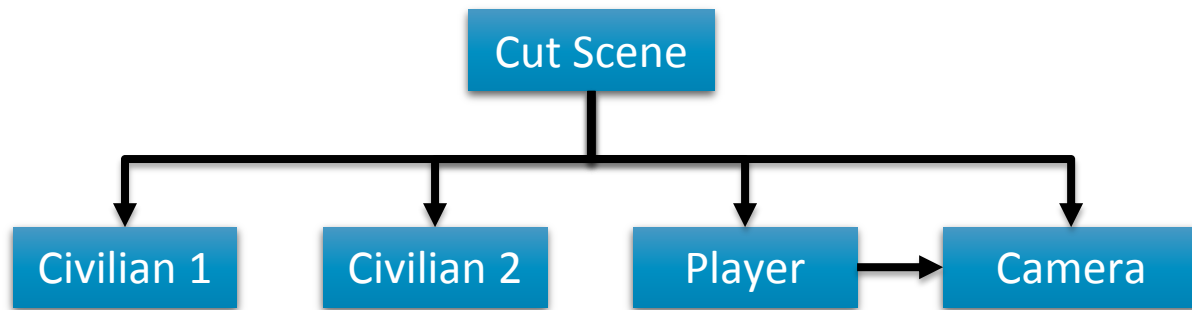 Cut Scene
Civilian 1
Civilian 2
Player
Camera